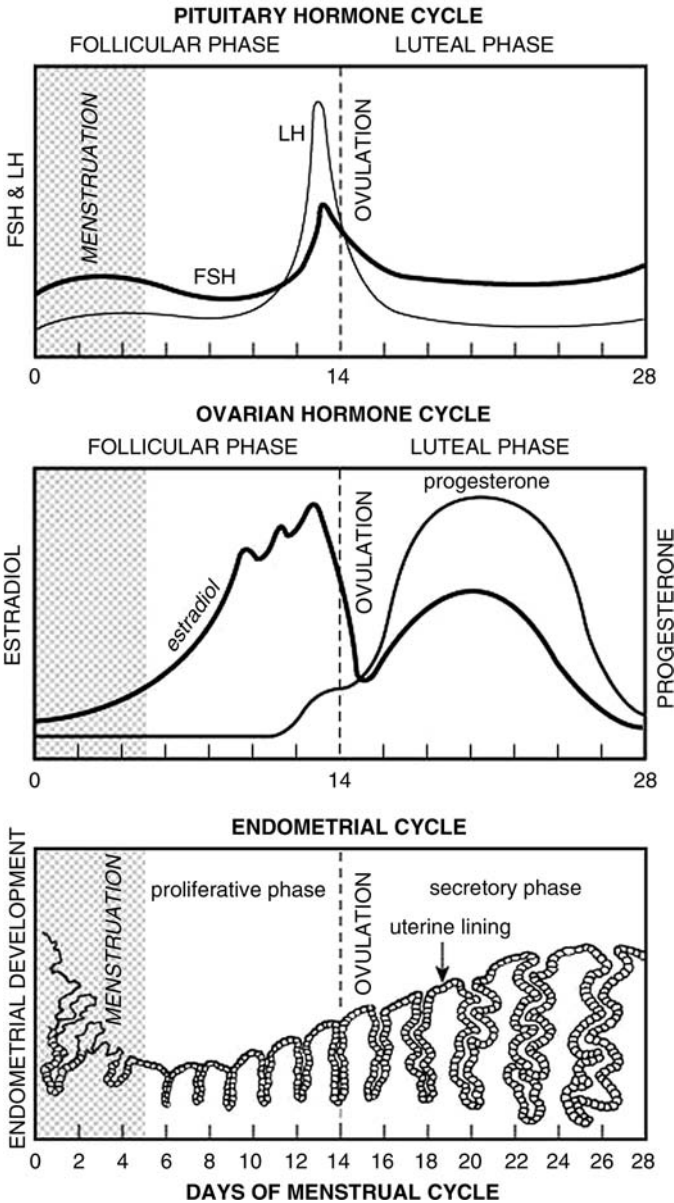 PITUITARY HORMONE CYCLE
FOLLICULAR PHASE
LUTEAL PHASE
FSH & LH
MENSTRUATION
LH
FSH
OVULATION
0
14
28
OVARIAN HORMONE CYCLE
FOLLICULAR PHASE
LUTEAL PHASE
ESTRADIOL
estradiol
OVULATION
progesterone
PROGESTERONE
0
14
28
ENDOMETRIAL CYCLE
ENDOMETRIAL DEVELOPMENT
MENSTRUATION
proliferative phase
OVULATION
secretory phase
uterine lining
0 2 4 6 8 10 12 14 16 18 20 22 24 26 28
DAYS OF MENSTRUAL CYCLE